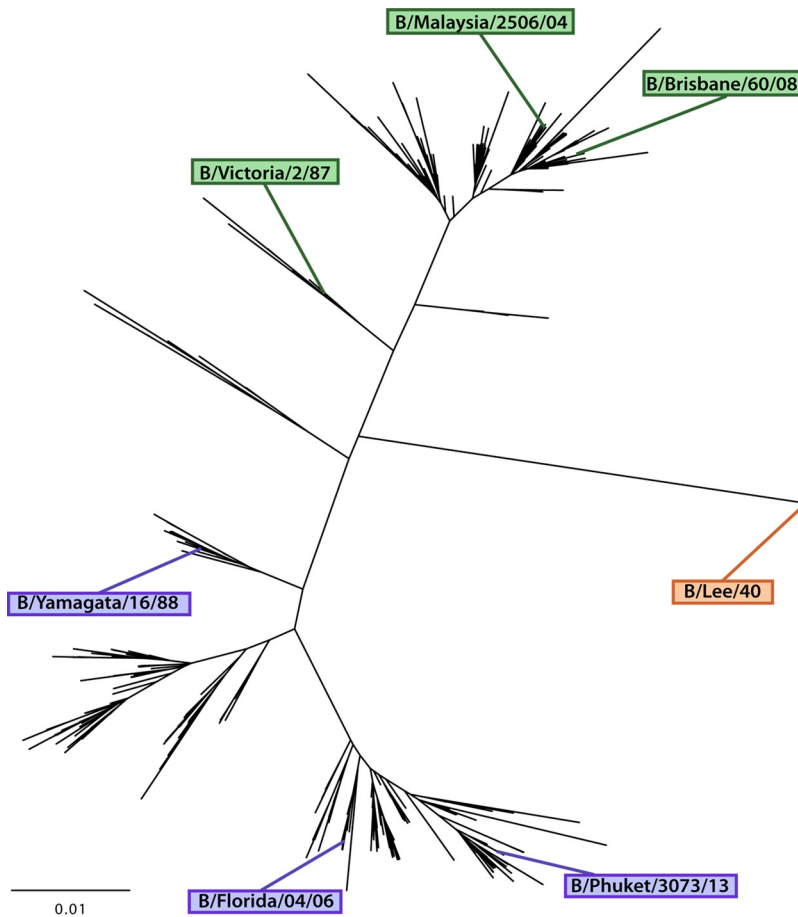 B/Malaysia/2506/04
B/Brisbane/60/08
B/Victoria/2/87
B/Lee/40
B/Yamagata/16/88
B/Phuket/3073/13
B/Florida/04/06
0.01